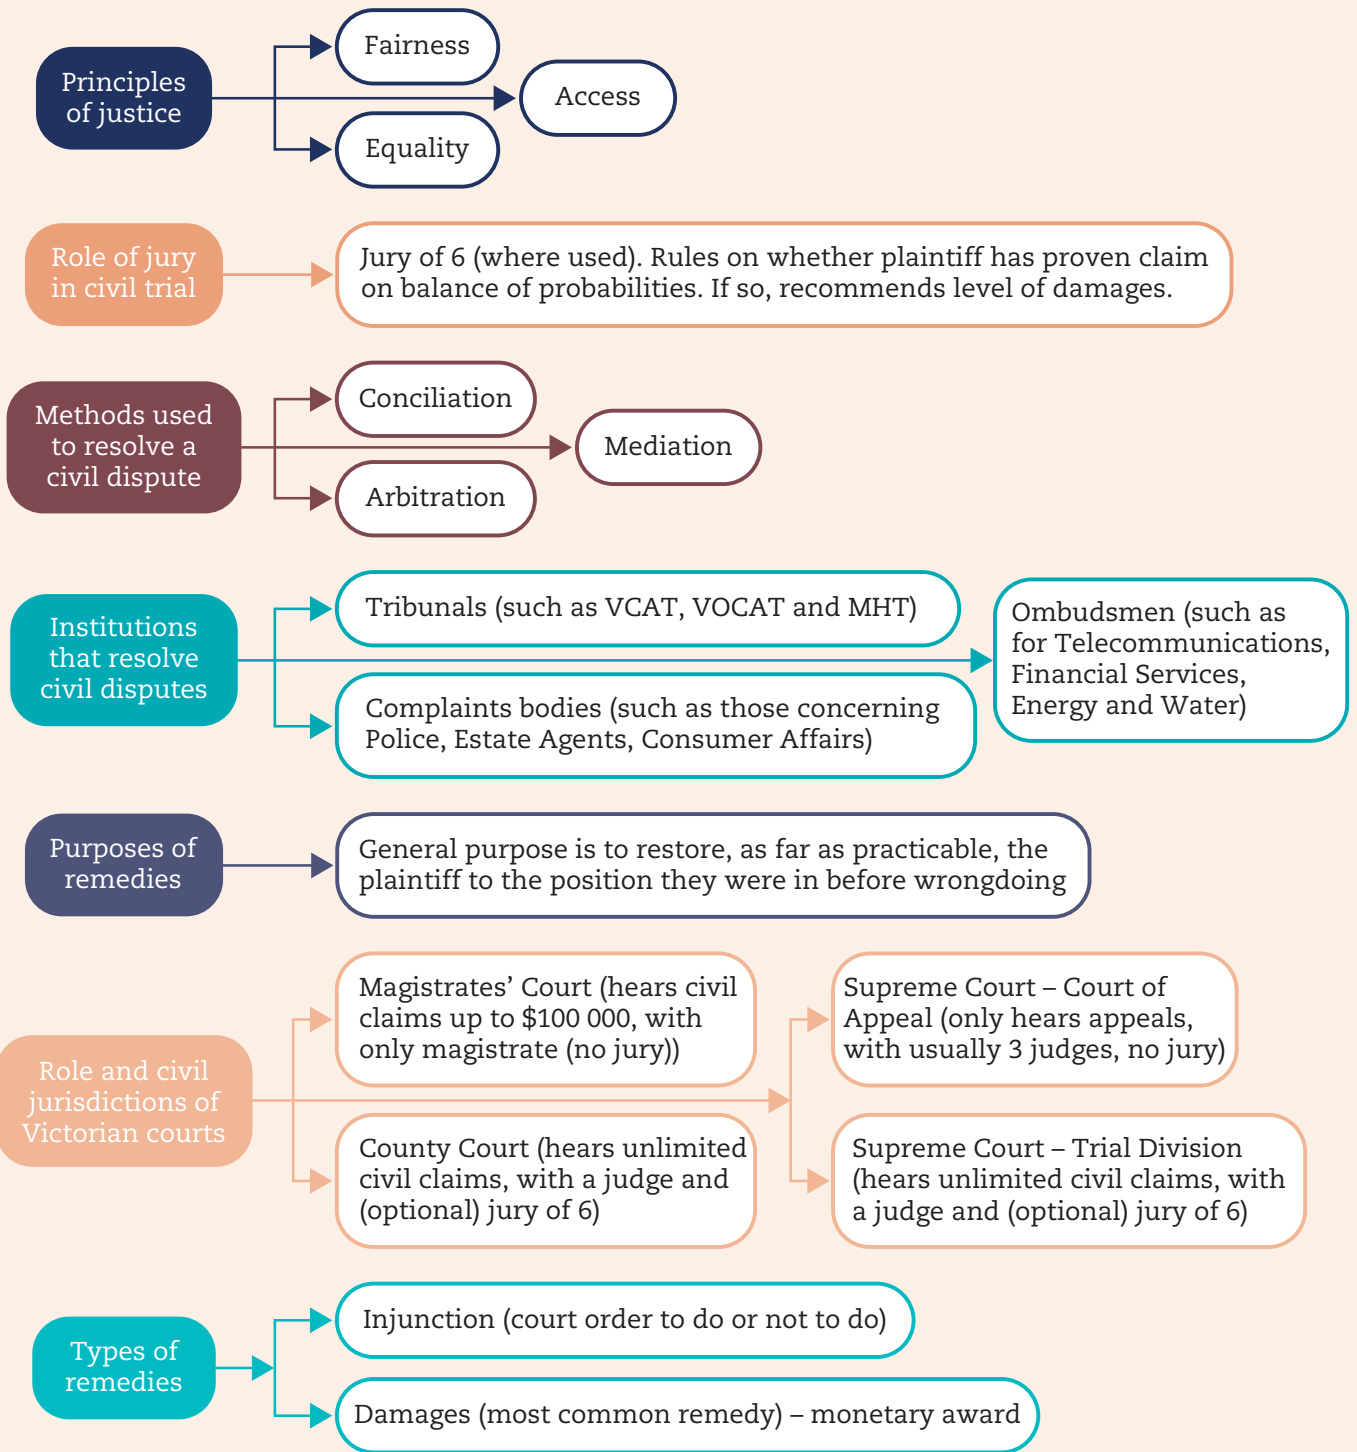 Principles
of justice
Fairness
Access
Equality
Role of jury
in civil trial
Jury of 6 (where used). Rules on whether plaintiff has proven claim
on balance of probabilities. If so, recommends level of damages.
Methods used
to resolve a
civil dispute
Conciliation
Mediation
Arbitration
Institutions
that resolve
civil disputes
Tribunals (such as VCAT, VOCAT and MHT)
Ombudsmen (such as
for Telecommunications,
Financial Services,
Energy and Water)
Complaints bodies (such as those concerning
Police, Estate Agents, Consumer Affairs)
Purposes of
remedies
General purpose is to restore, as far as practicable, the
plaintiff to the position they were in before wrongdoing
Role and civil
jurisdictions of
Victorian courts
Magistrates’ Court (hears civil
claims up to $100 000, with
only magistrate (no jury))
Supreme Court – Court of
Appeal (only hears appeals,
with usually 3 judges, no jury)
County Court (hears unlimited
civil claims, with a judge and
(optional) jury of 6)
Supreme Court – Trial Division
(hears unlimited civil claims, with
a judge and (optional) jury of 6)
Types of
remedies
Injunction (court order to do or not to do)
Damages (most common remedy) – monetary award